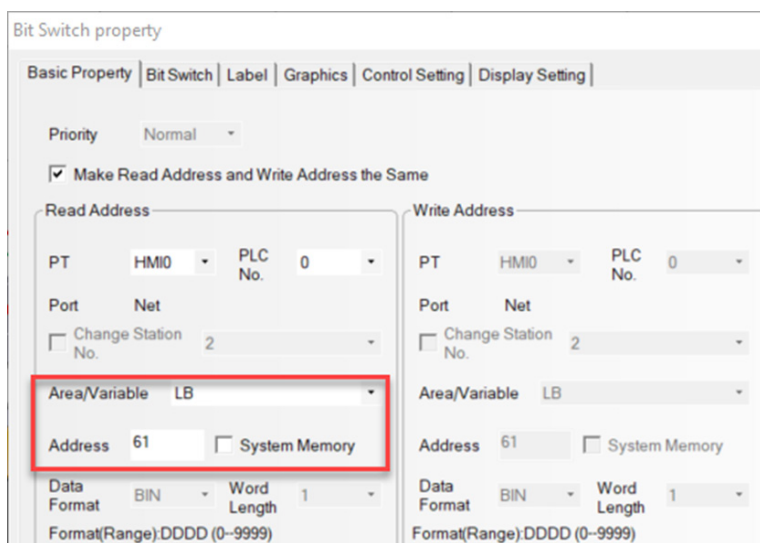 Bit Switch property
Basic Property Bit Switch Label Graphics Control Setting Display Setting
Priority Normal
Make Read Address and Write Address the Same
Read Address
PT HMI0 PLC No. 0
Port Net
Change Station No. 2
Area/Variable LB
Address 61 System Memory
Data Format BIN Word Length 1
Format(Range):DDDD (0--9999)
Write Address
PT HMI0 PLC No. 0
Port Net
Change Station No. 2
Area/Variable LB
Address 61 System Memory
Data Format BIN Word Length 1
Format(Range):DDDD (0--9999)